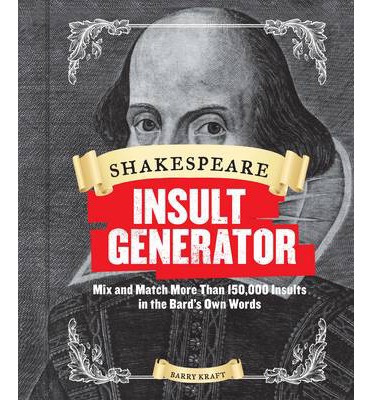 SHAKESPEARE
INSULT
GENERATOR
Mix and Match More Than 150,000 Insults
in the Bard's Own Words
BARRY KRAFT